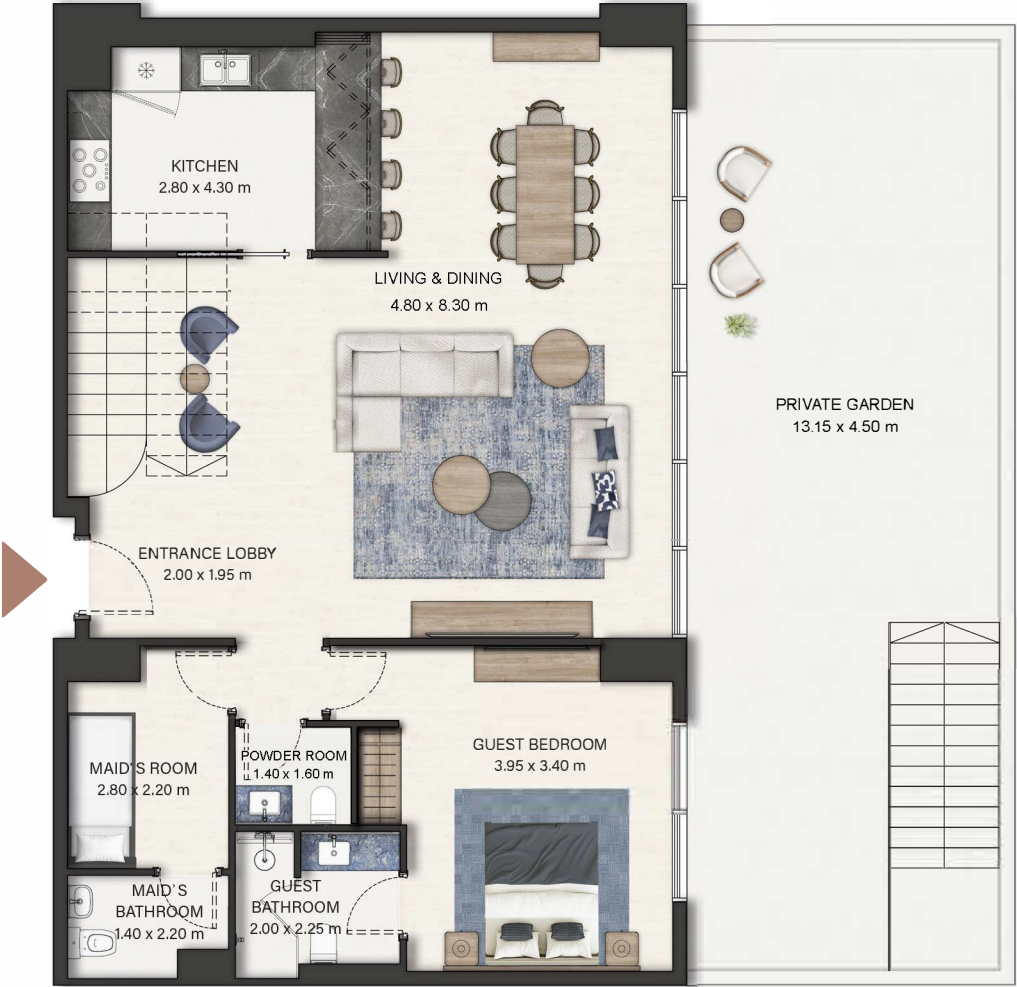 KITCHEN
2.80 x 4.30 m
LIVING & DINING
4.80 x 8.30 m
PRIVATE GARDEN
13.15 x 4.50 m
ENTRANCE LOBBY
2.00 x 1.95 m
GUEST BEDROOM
3.95 x 3.40 m
POWDER ROOM
1.40 x 1.60 m
MAID'S ROOM
2.80 x 2.20 m
MAID'S
BATHROOM
1.40 x 2.20 m
GUEST
BATHROOM
2.00 x 2.25 m